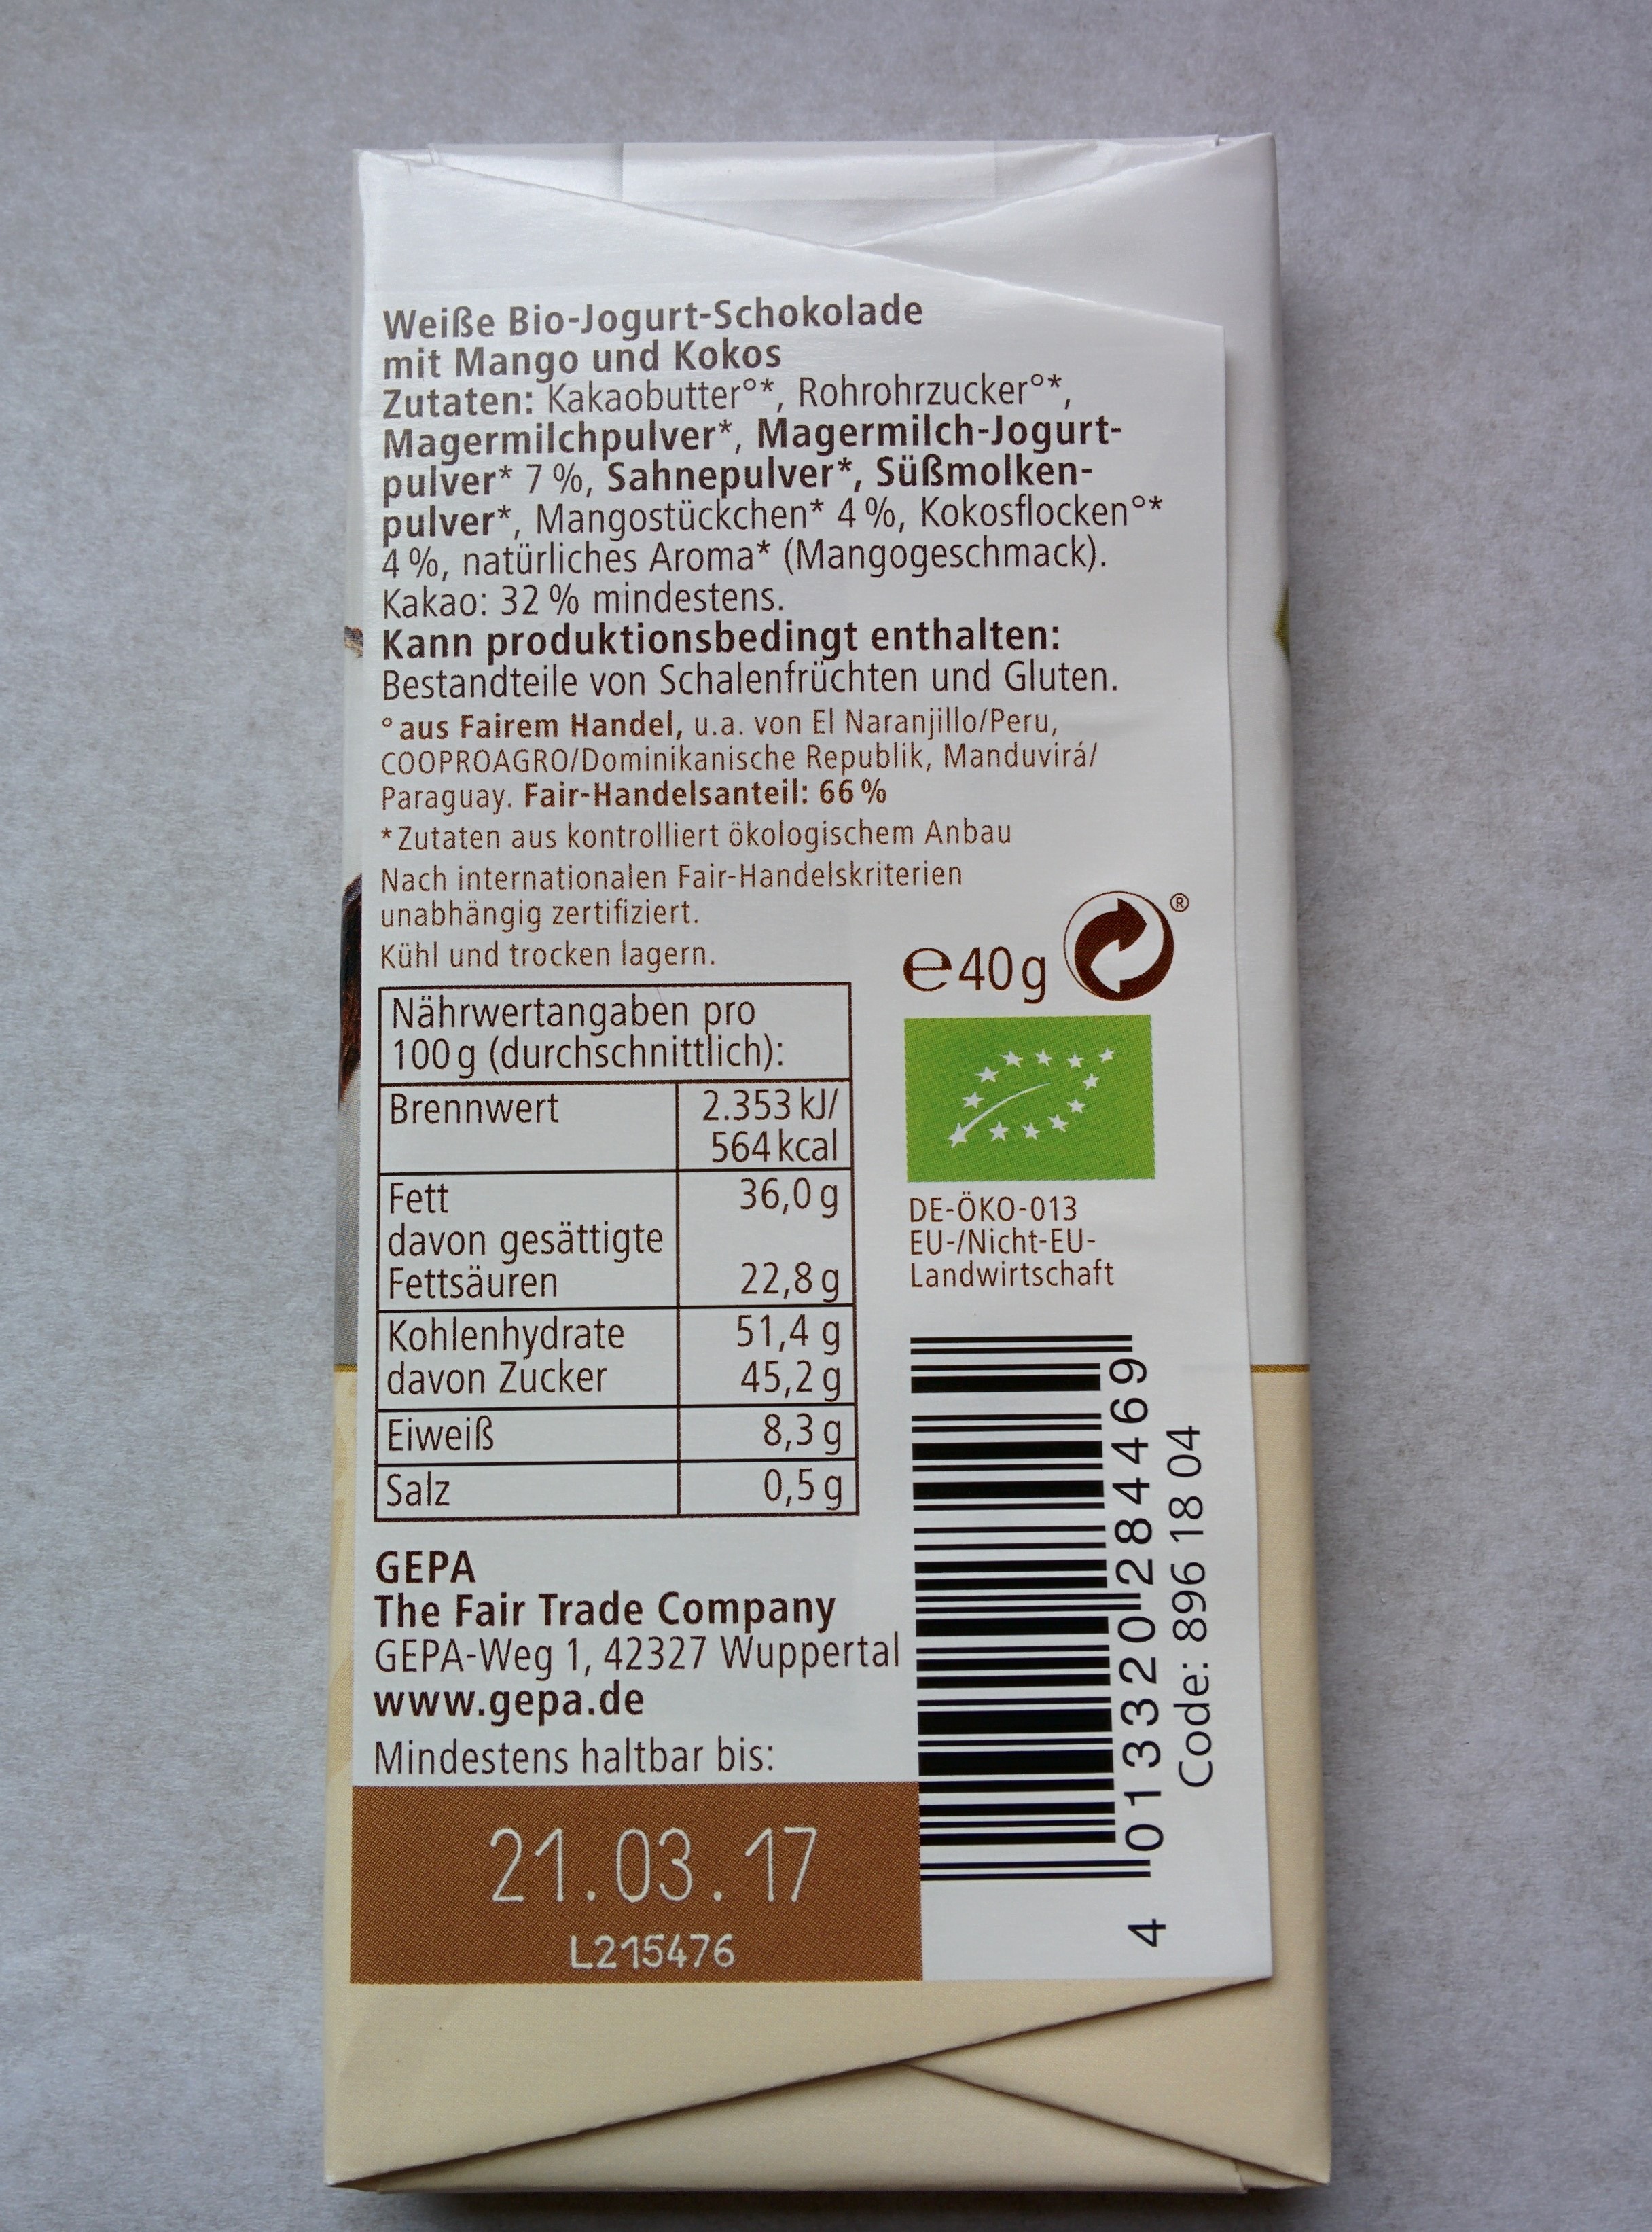 Weiße Bio-Jogurt-Schokolade
mit Mango und Kokos
Zutaten: Kakaobutter°*, Rohrohrzucker°*,
Magermilchpulver*, Magermilch-Jogurt-
pulver* 7 %, Sahnepulver*, Süßmolken-
pulver*, Mangostückchen* 4 %, Kokosflocken°*
4 %, natürliches Aroma* (Mangogeschmack).
Kakao: 32 % mindestens.
Kann produktionsbedingt enthalten:
Bestandteile von Schalenfrüchten und Gluten.
° aus Fairem Handel, u.a. von El Naranjillo/Peru,
COOPROAGRO/Dominikanische Republik, Manduvirá/
Paraguay. Fair-Handelsanteil: 66 %
* Zutaten aus kontrolliert ökologischem Anbau
Nach internationalen Fair-Handelskriterien
unabhängig zertifiziert.
Kühl und trocken lagern.
℮40g
®
Nährwertangaben pro
100 g (durchschnittlich):
Brennwert 2.353 kJ/
564 kcal
Fett 36,0 g
davon gesättigte
Fettsäuren 22,8 g
Kohlenhydrate 51,4 g
davon Zucker 45,2 g
Eiweiß 8,3 g
Salz 0,5 g
DE-ÖKO-013
EU-/Nicht-EU-
Landwirtschaft
4 013320 284469
Code: 896 18 04
GEPA
The Fair Trade Company
GEPA-Weg 1, 42327 Wuppertal
www.gepa.de
Mindestens haltbar bis:
21.03.17
L215476